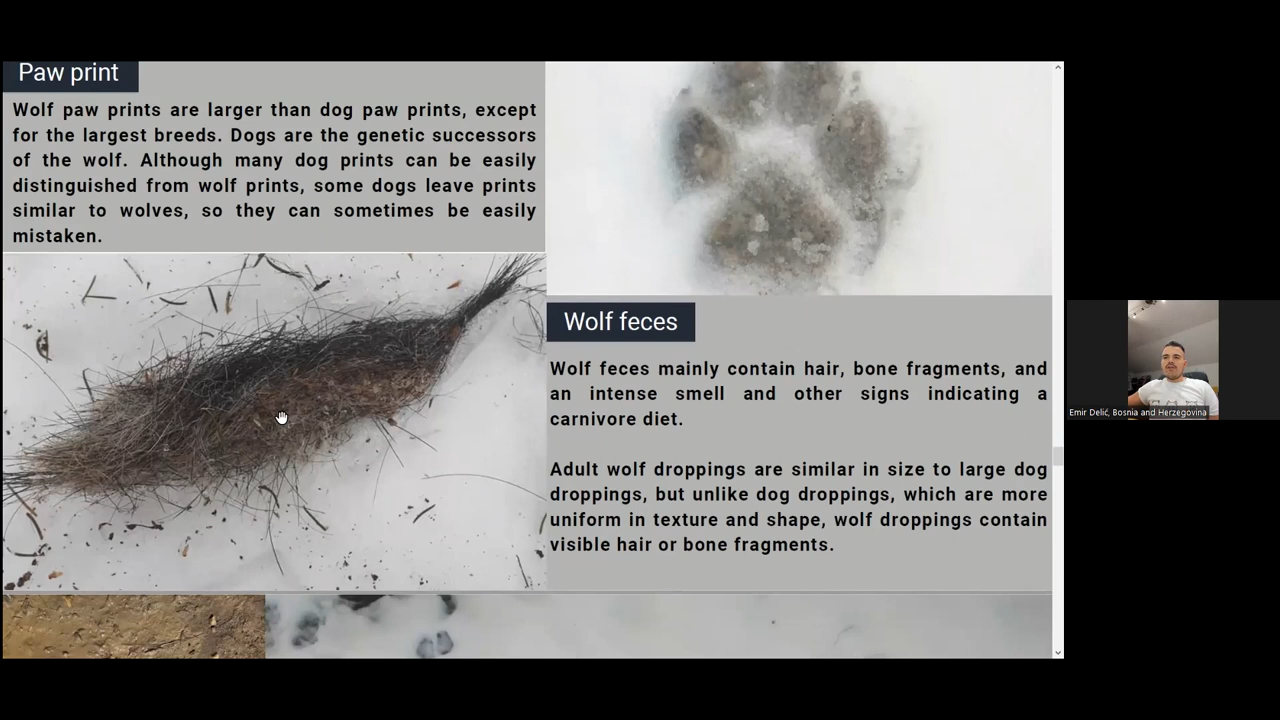 Paw print
Wolf paw prints are larger than dog paw prints, except
for the largest breeds. Dogs are the genetic successors
of the wolf. Although many dog prints can be easily
distinguished from wolf prints, some dogs leave prints
similar to wolves, so they can sometimes be easily
mistaken.
Wolf feces
Wolf feces mainly contain hair, bone fragments, and
an intense smell and other signs indicating a
carnivore diet.
Adult wolf droppings are similar in size to large dog
droppings, but unlike dog droppings, which are more
uniform in texture and shape, wolf droppings contain
visible hair or bone fragments.
Emir Delić, Bosnia and Herzegovina